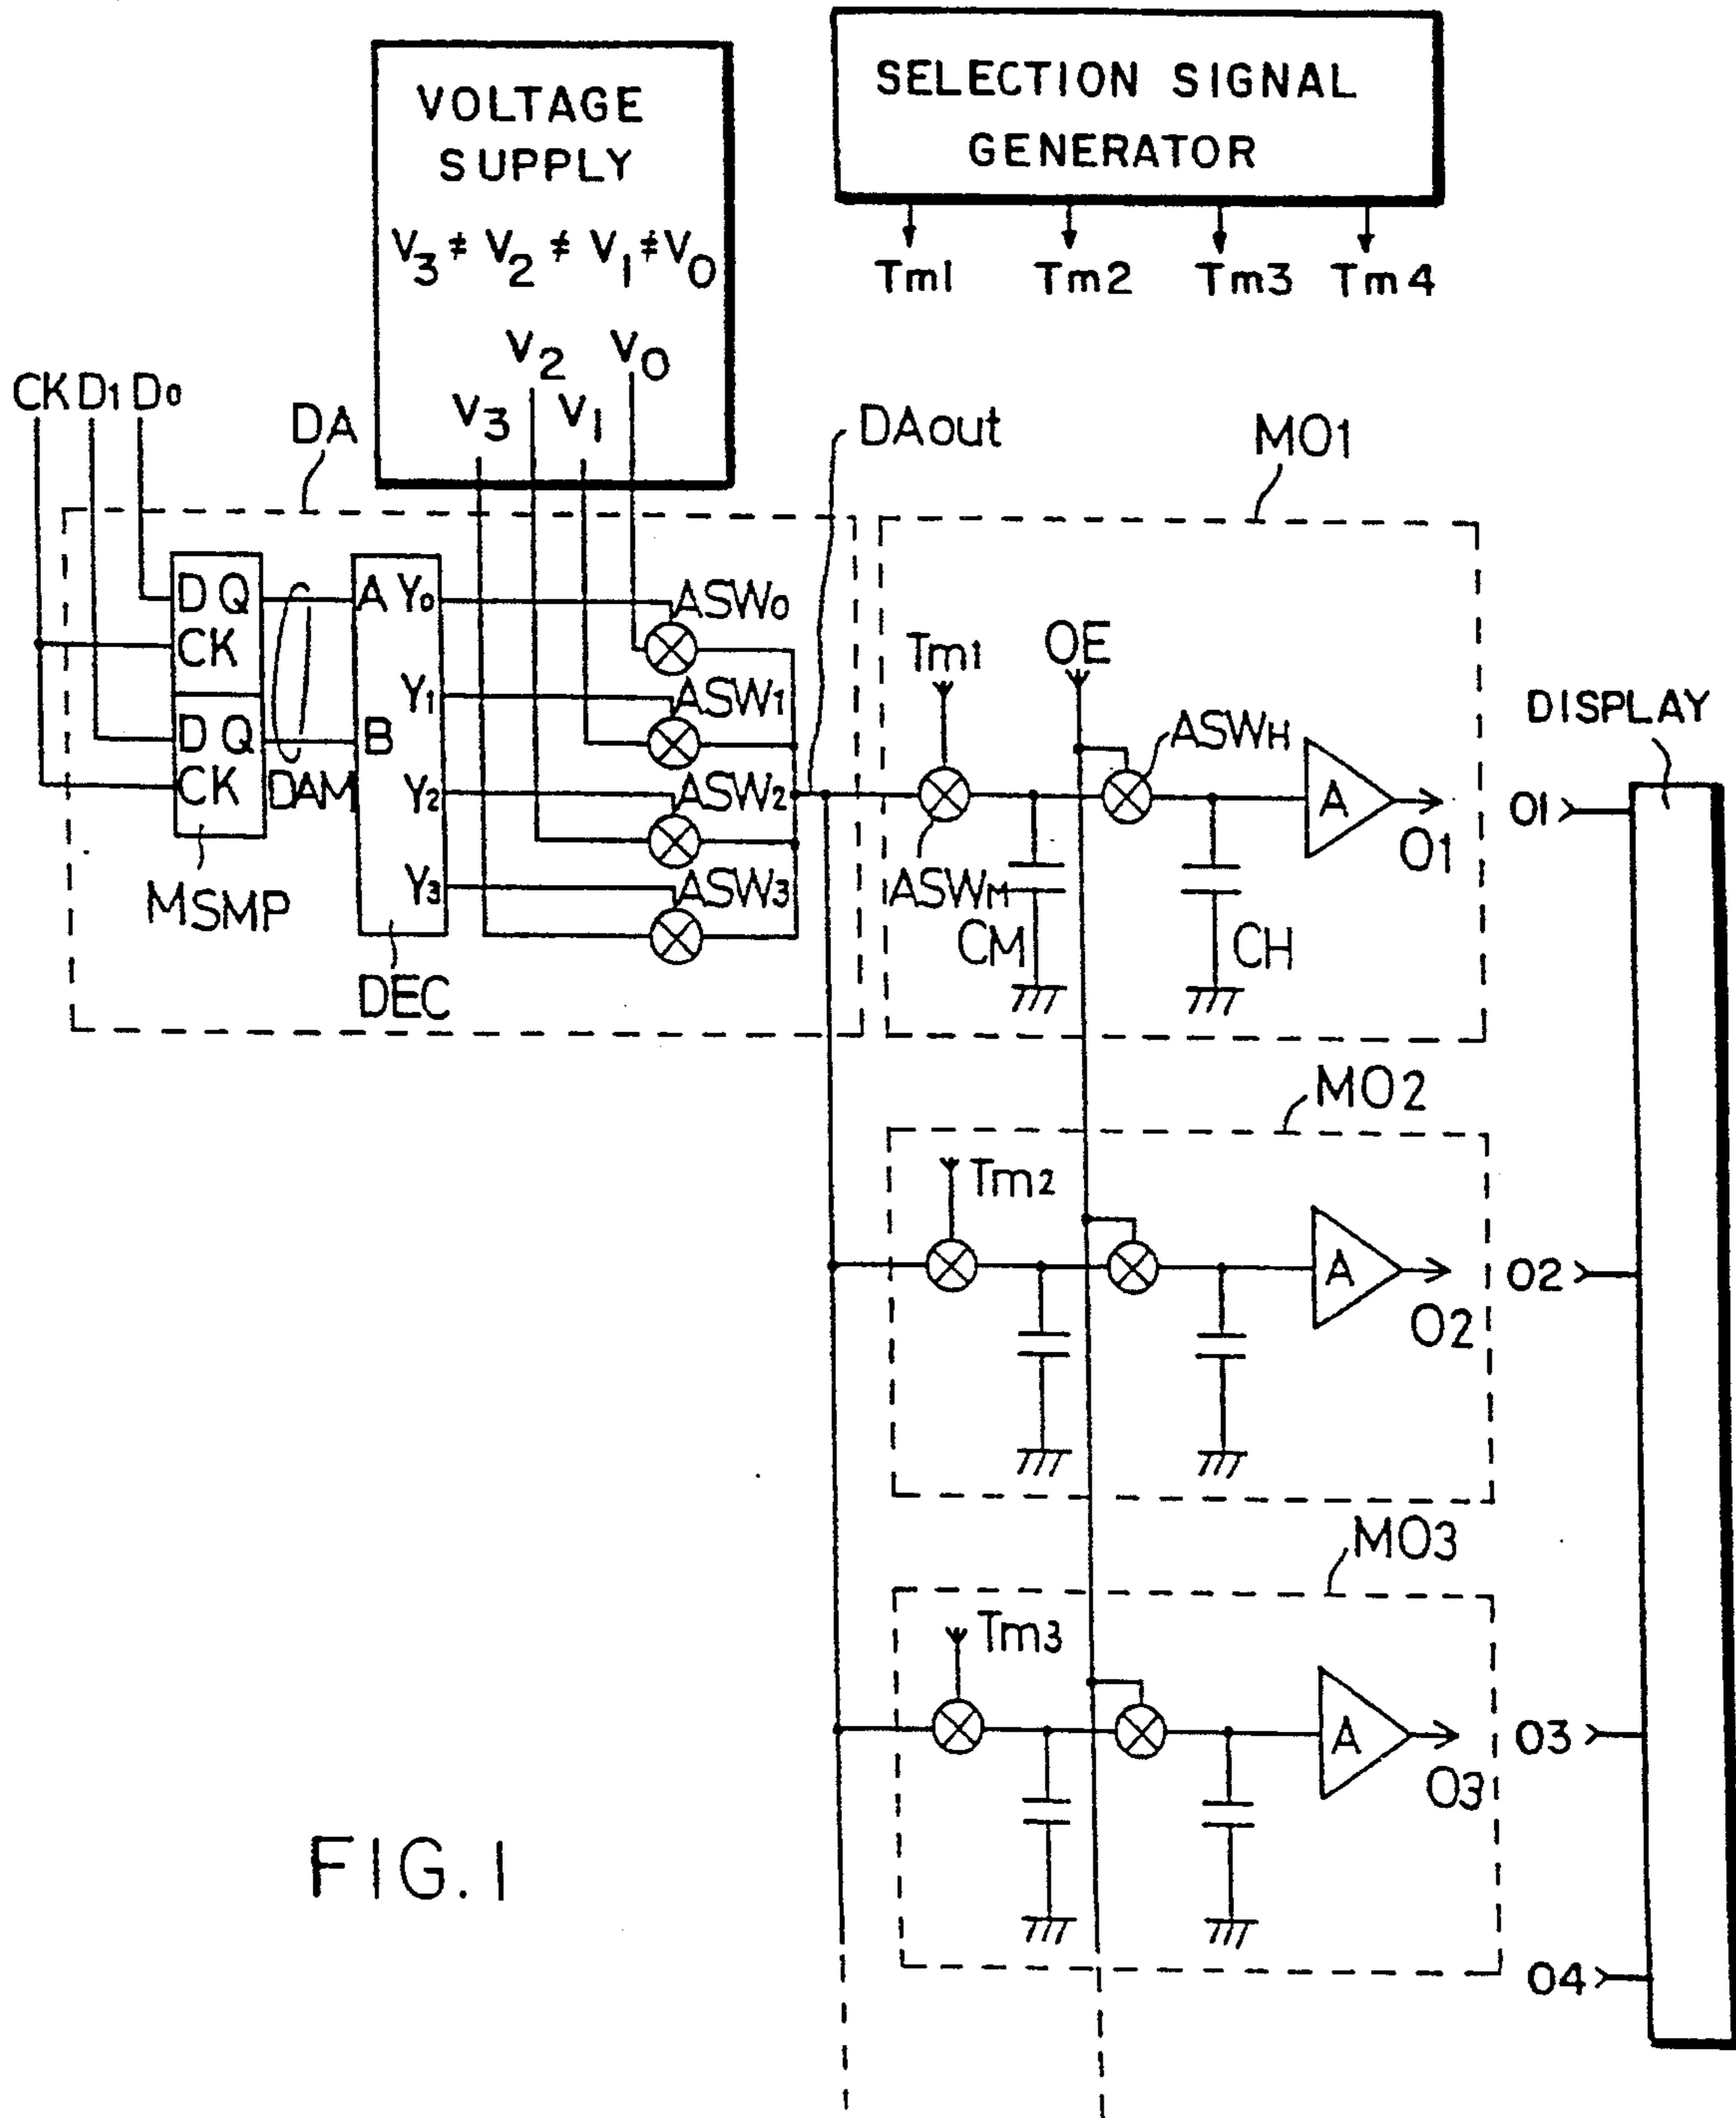 VOLTAGE
SUPPLY
V3 ≠ V2 ≠ V1 ≠ V0
V2 V0
V3 V1
SELECTION SIGNAL
GENERATOR
Tm1 Tm2 Tm3 Tm4
CK D1 D0
DA
DAout
MO1
D Q
CK
D Q
CK
MSMP
DAM
A Y0
Y1
B
Y2
Y3
DEC
ASW0
ASW1
ASW2
ASW3
Tm1
OE
ASWH
ASWM
CM
CH
A
O1
DISPLAY
O1
MO2
Tm2
A
O2
O2
MO3
Tm3
A
O3
O3
O4
FIG. 1